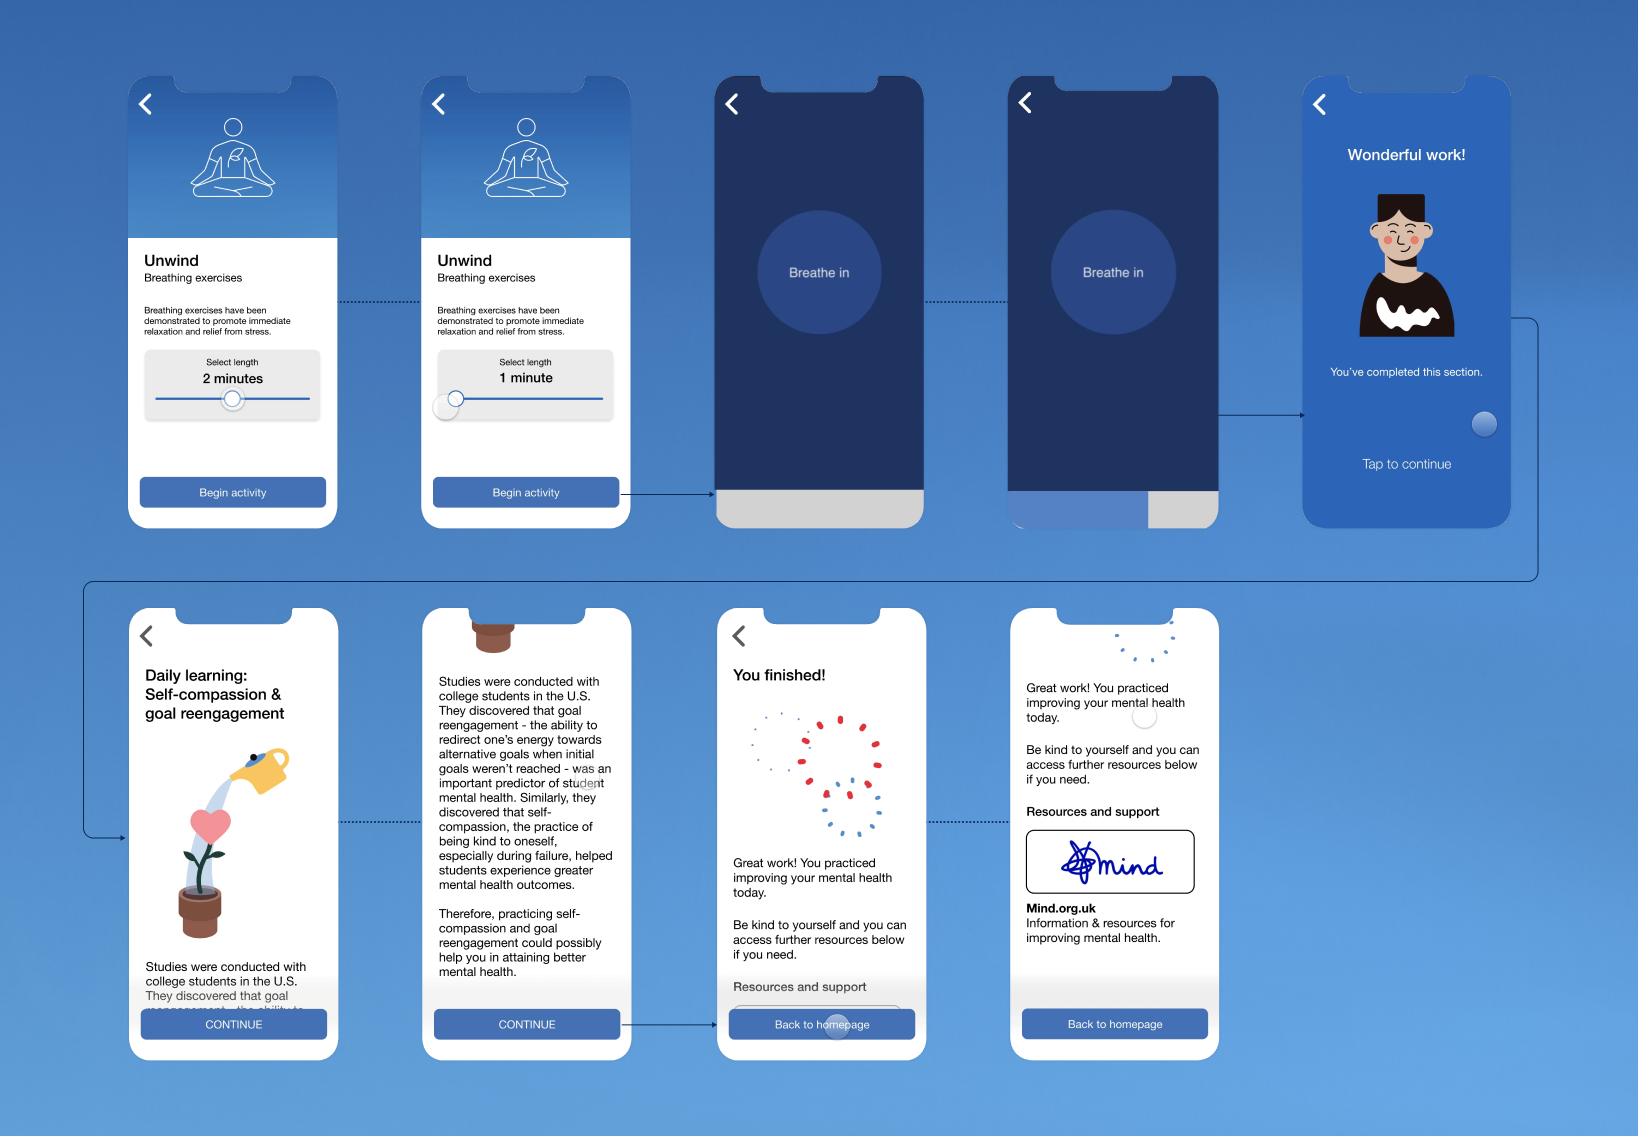 Unwind
Breathing exercises
Breathing exercises have been
demonstrated to promote immediate
relaxation and relief from stress.
Select length
2 minutes
Begin activity
Unwind
Breathing exercises
Breathing exercises have been
demonstrated to promote immediate
relaxation and relief from stress.
Select length
1 minute
Begin activity
Breathe in
Breathe in
Wonderful work!
You've completed this section.
Tap to continue
Daily learning:
Self-compassion &
goal reengagement
Studies were conducted with
college students in the U.S.
They discovered that goal
reengagement - the ability to
CONTINUE
Studies were conducted with
college students in the U.S.
They discovered that goal
reengagement - the ability to
redirect one's energy towards
alternative goals when initial
goals weren't reached - was an
important predictor of student
mental health. Similarly, they
discovered that self-
compassion, the practice of
being kind to oneself,
especially during failure, helped
students experience greater
mental health outcomes.
Therefore, practicing self-
compassion and goal
reengagement could possibly
help you in attaining better
mental health.
CONTINUE
You finished!
Great work! You practiced
improving your mental health
today.
Be kind to yourself and you can
access further resources below
if you need.
Resources and support
Back to homepage
Great work! You practiced
improving your mental health
today.
Be kind to yourself and you can
access further resources below
if you need.
Resources and support
mind
Mind.org.uk
Information & resources for
improving mental health.
Back to homepage